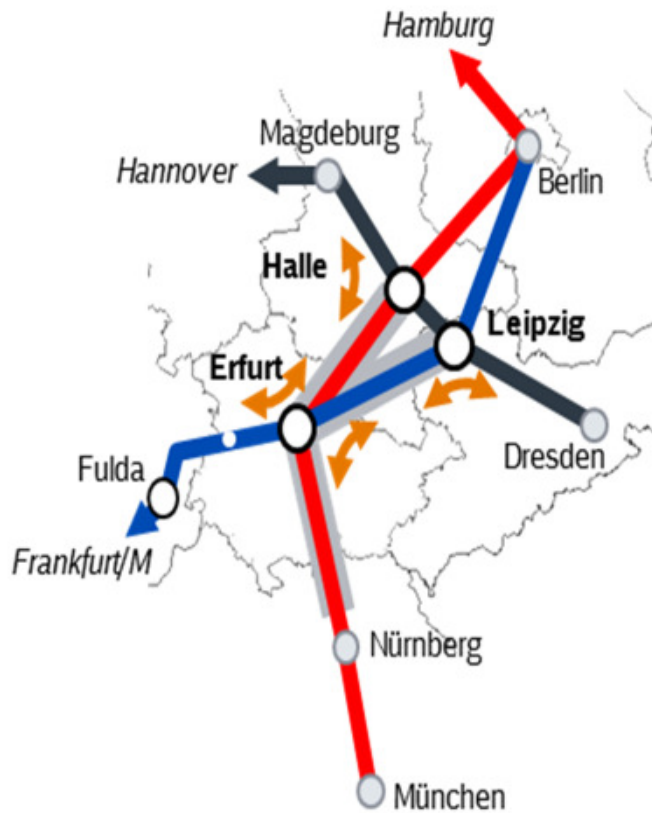 Hamburg
Magdeburg
Hannover
Berlin
Halle
Leipzig
Erfurt
Dresden
Fulda
Frankfurt/M
Nürnberg
München